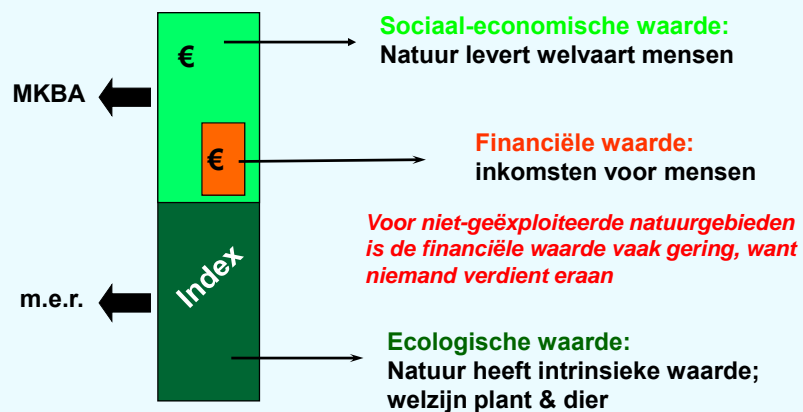 Sociaal-economische waarde:
Natuur levert welvaart mensen
€
MKBA
€
Financiële waarde:
inkomsten voor mensen
Voor niet-geëxploiteerde natuurgebieden
is de financiële waarde vaak gering, want
niemand verdient eraan
Index
m.e.r.
Ecologische waarde:
Natuur heeft intrinsieke waarde;
welzijn plant & dier